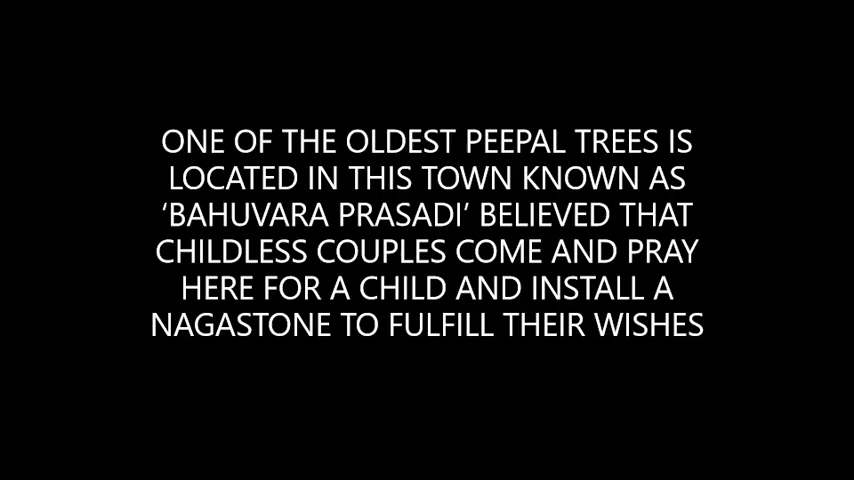 ONE OF THE OLDEST PEEPAL TREES IS
LOCATED IN THIS TOWN KNOWN AS
‘BAHUVARA PRASADI’ BELIEVED THAT
CHILDLESS COUPLES COME AND PRAY
HERE FOR A CHILD AND INSTALL A
NAGASTONE TO FULFILL THEIR WISHES